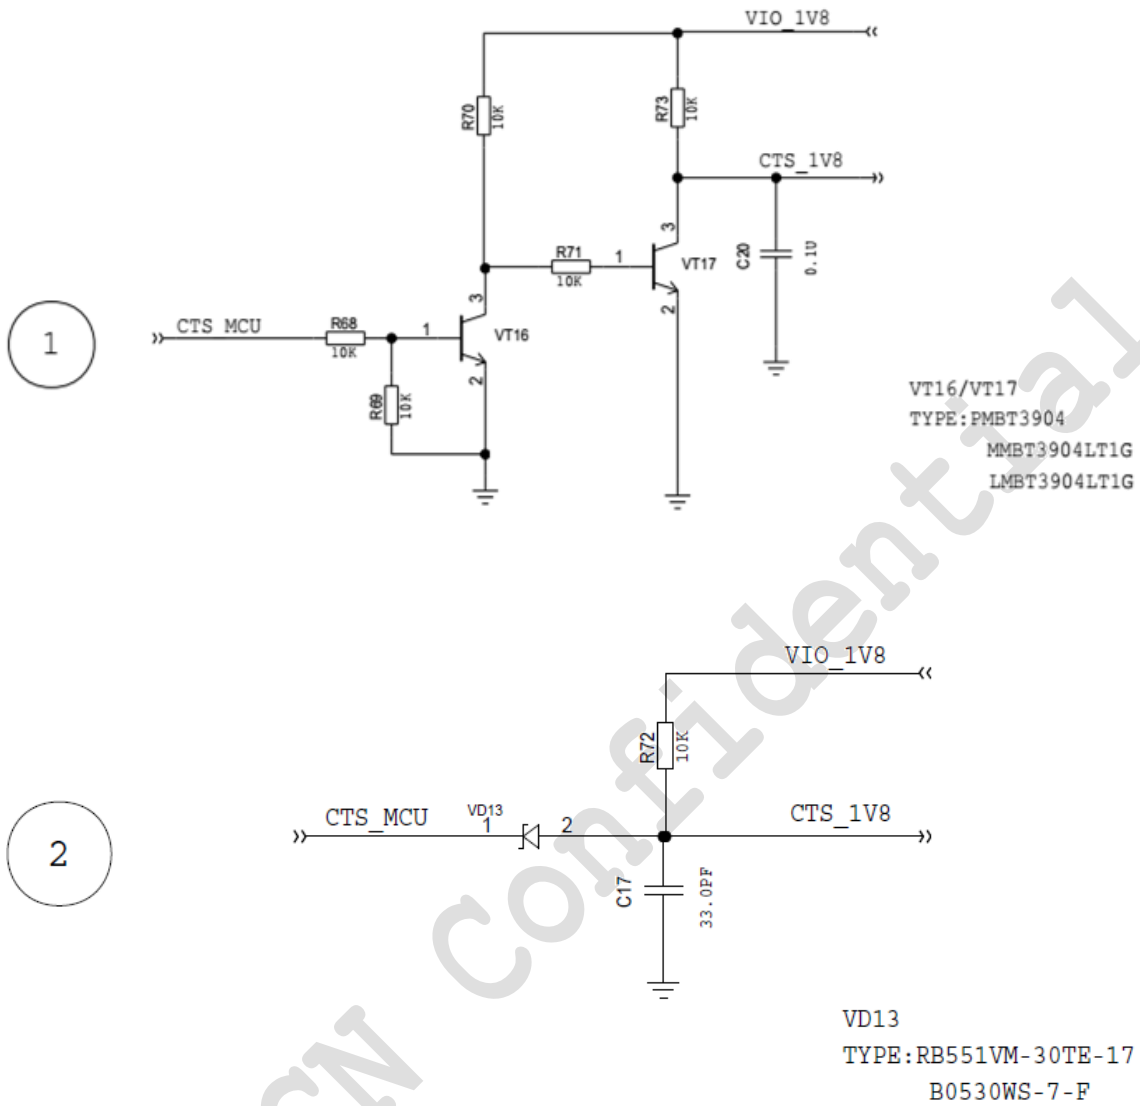 VIO_1V8
R70
10K
R73
10K
CTS_1V8
3
R71
10K
1
VT17
C20
0.1U
2
1
CTS_MCU
R68
10K
1
3
VT16
2
R69
10K
VT16/VT17
TYPE:PMBT3904
MMBT3904LT1G
LMBT3904LT1G
VIO_1V8
R72
10K
2
CTS_MCU
VD13
1
2
CTS_1V8
C17
33.0PF
VD13
TYPE:RB551VM-30TE-17
B0530WS-7-F
CN Confidential